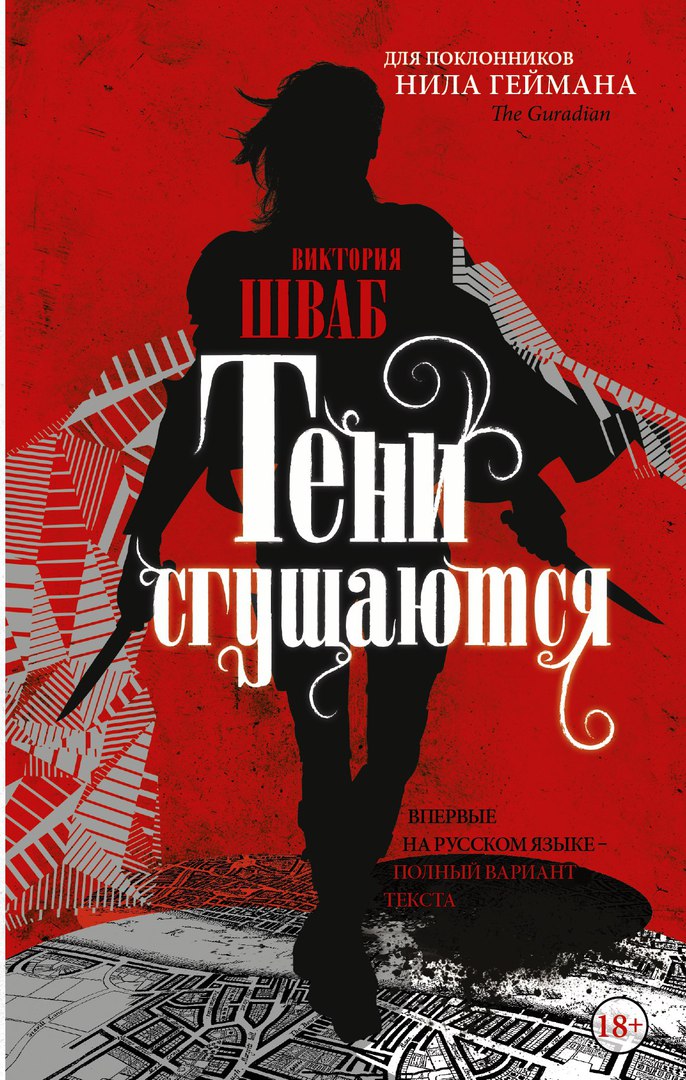 ДЛЯ ПОКЛОННИКОВ
НИЛА ГЕЙМАНА
The Guradian
ВИКТОРИЯ
ШВАБ
Тени
сгущаются
ВПЕРВЫЕ
НА РУССКОМ ЯЗЫКЕ –
ПОЛНЫЙ ВАРИАНТ
ТЕКСТА
18+